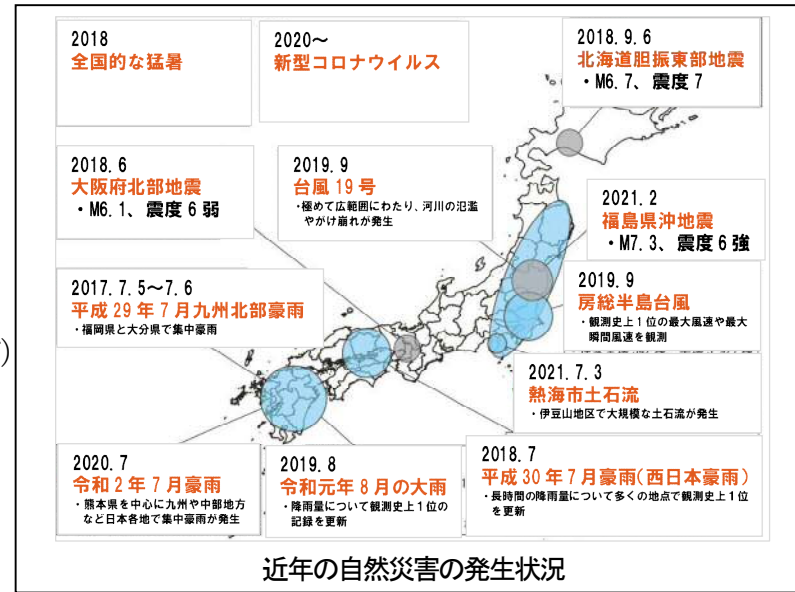 2018
全国的な猛暑
2020～
新型コロナウイルス
2018.9.6
北海道胆振東部地震
・M6.7、震度7
2018.6
大阪府北部地震
・M6.1、震度6弱
2019.9
台風19号
・極めて広範囲にわたり、河川の氾濫
やがけ崩れが発生
2021.2
福島県沖地震
・M7.3、震度6強
2017.7.5～7.6
平成29年7月九州北部豪雨
・福岡県と大分県で集中豪雨
2019.9
房総半島台風
・観測史上1位の最大風速や最大
瞬間風速を観測
2021.7.3
熱海市土石流
・伊豆山地区で大規模な土石流が発生
2020.7
令和2年7月豪雨
・熊本県を中心に九州や中部地方
など日本各地で集中豪雨が発生
2019.8
令和元年8月の大雨
・降雨量について観測史上1位の
記録を更新
2018.7
平成30年7月豪雨(西日本豪雨)
・長時間の降雨量について多くの地点で観測史上1位
を更新
近年の自然災害の発生状況
)